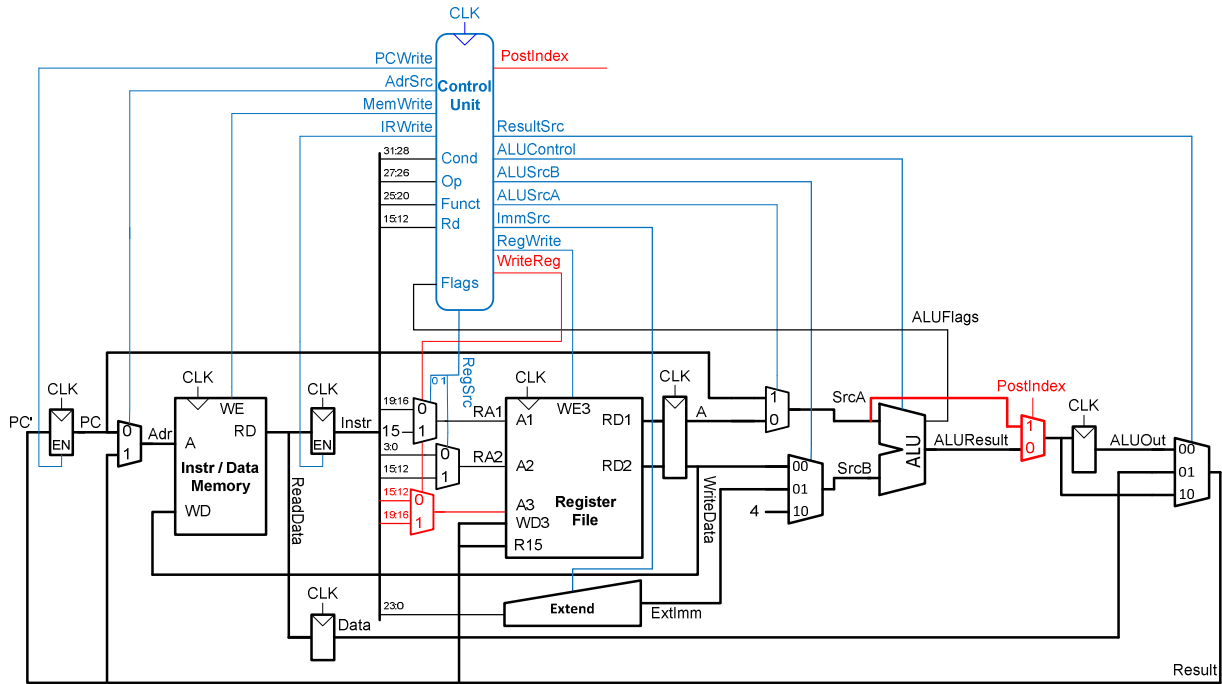 CLK
PCWrite
PostIndex
AdrSrc
Control
Unit
MemWrite
IRWrite
ResultSrc
31:28
Cond
ALUControl
27:26
Op
ALUSrcB
25:20
Funct
ALUSrcA
15:12
Rd
ImmSrc
RegWrite
WriteReg
Flags
ALUFlags
RegSrc
0 1
CLK
CLK
CLK
CLK
CLK
PostIndex
CLK
PC'
PC
EN
0
1
Adr
WE
RD
A
Instr / Data
Memory
WD
EN
Instr
ReadData
19:16
0
15
1
RA1
3:0
0
15:12
1
RA2
15:12
0
19:16
1
WE3
A1
RD1
A2
RD2
A3
Register
File
WD3
R15
A
WriteData
1
0
SrcA
00
01
4
10
SrcB
ALU
ALUResult
1
0
ALUOut
00
01
10
23:0
Extend
ExtImm
CLK
Data
Result